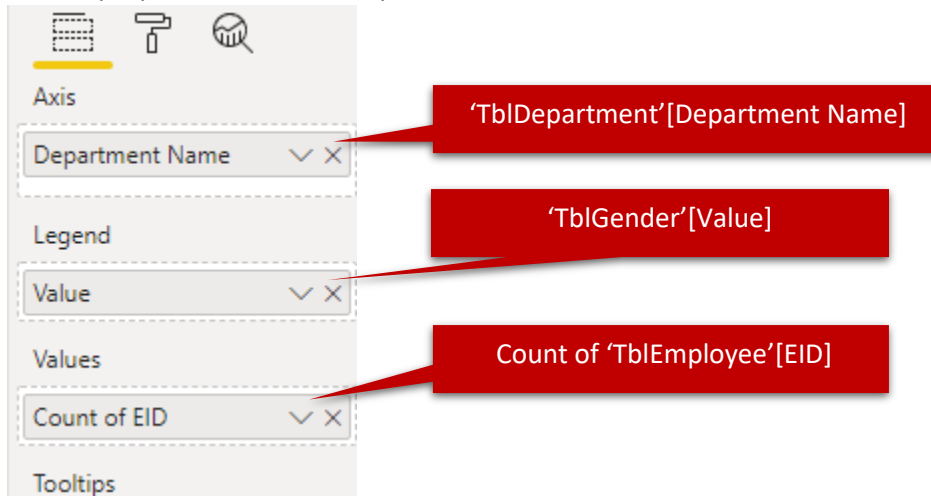 Axis
‘TblDepartment’[Department Name]
Department Name
‘TblGender’[Value]
Legend
Value
Values
Count of ‘TblEmployee’[EID]
Count of EID
Tooltips